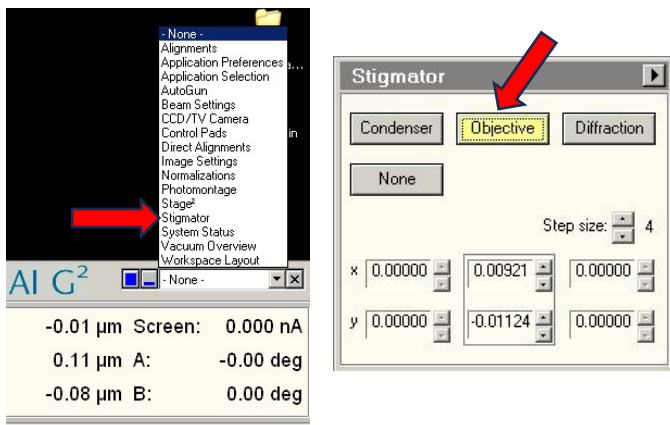 - None -
Alignments
Application Preferences
Application Selection
AutoGun
Beam Settings
CCD/TV Camera
Control Pads
Direct Alignments
Image Settings
Normalizations
Photomontage
Stage²
Stigmator
System Status
Vacuum Overview
Workspace Layout
a...
in
AI G²
- None -
-0.01 µm Screen: 0.000 nA
0.11 µm A: -0.00 deg
-0.08 µm B: 0.00 deg
Stigmator
Condenser Objective Diffraction
None
Step size: 4
x 0.00000 0.00921 0.00000
y 0.00000 -0.01124 0.00000